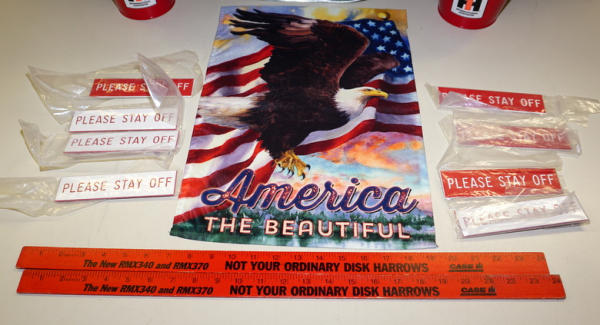 PLEASE STAY OFF
PLEASE STAY OFF
PLEASE STAY OFF
PLEASE STAY OFF
America
THE BEAUTIFUL
PLEASE STAY OFF
PLEASE STAY OFF
PLEASE STAY OFF
PLEASE STAY OFF
The New RMX340 and RMX370 NOT YOUR ORDINARY DISK HARROWS CASE IH
The New RMX340 and RMX370 NOT YOUR ORDINARY DISK HARROWS CASE IH